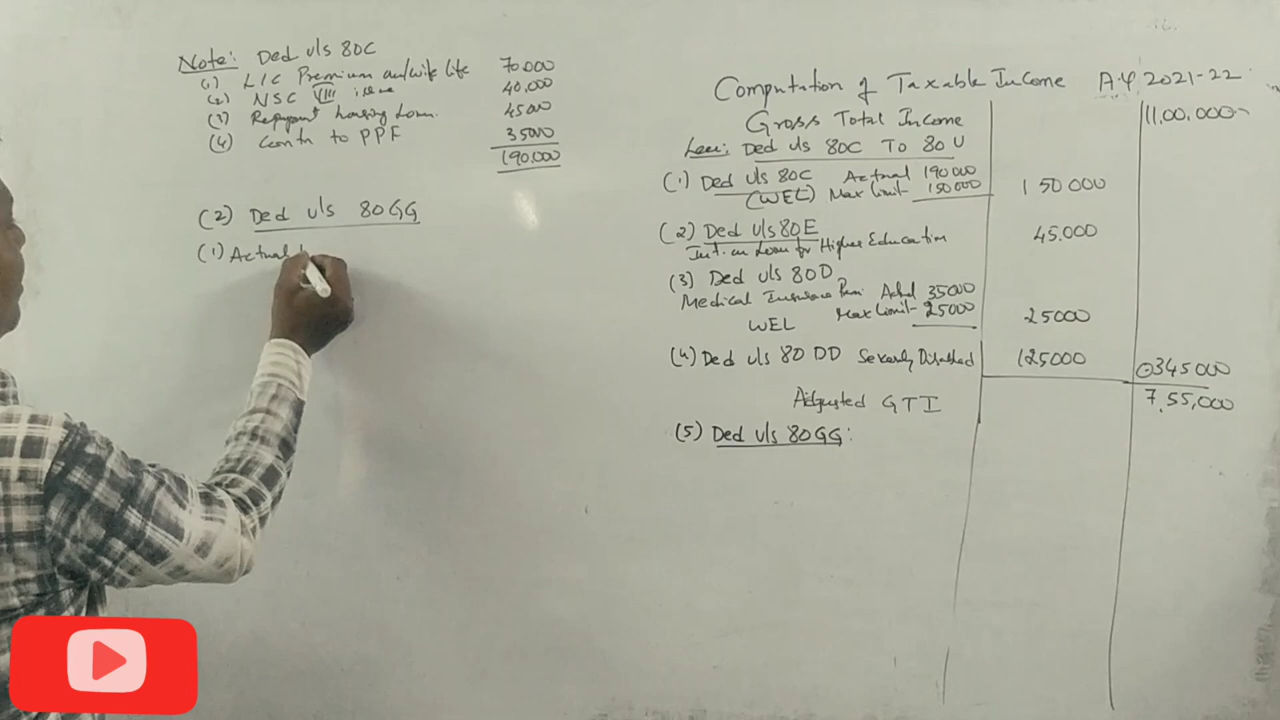 Note: Ded u/s 80C
(1) LIC Premium on/wife life 70.000
(2) NSC VIII issue 40,000
(3) Repayment housing Loan. 45000
(4) Contn to PPF 35000
190,000
(2) Ded u/s 80GG
(1) Actual
Computation of Taxable Income A.Y 2021-22
Gross Total Income 11,00,000
Less: Ded u/s 80C To 80 U
(1) Ded u/s 80C Actual 190000
(WEL) Max limit 150000 150000
(2) Ded u/s 80E
Int. on Loan for Higher Education 45.000
(3) Ded u/s 80D
Medical Insurance Prem Actual 35000
WEL Max limit 25000 25000
(4) Ded u/s 80 DD Severely Disabled 125000 (-) 345000
Adjusted GTI 7,55,000
(5) Ded u/s 80GG: